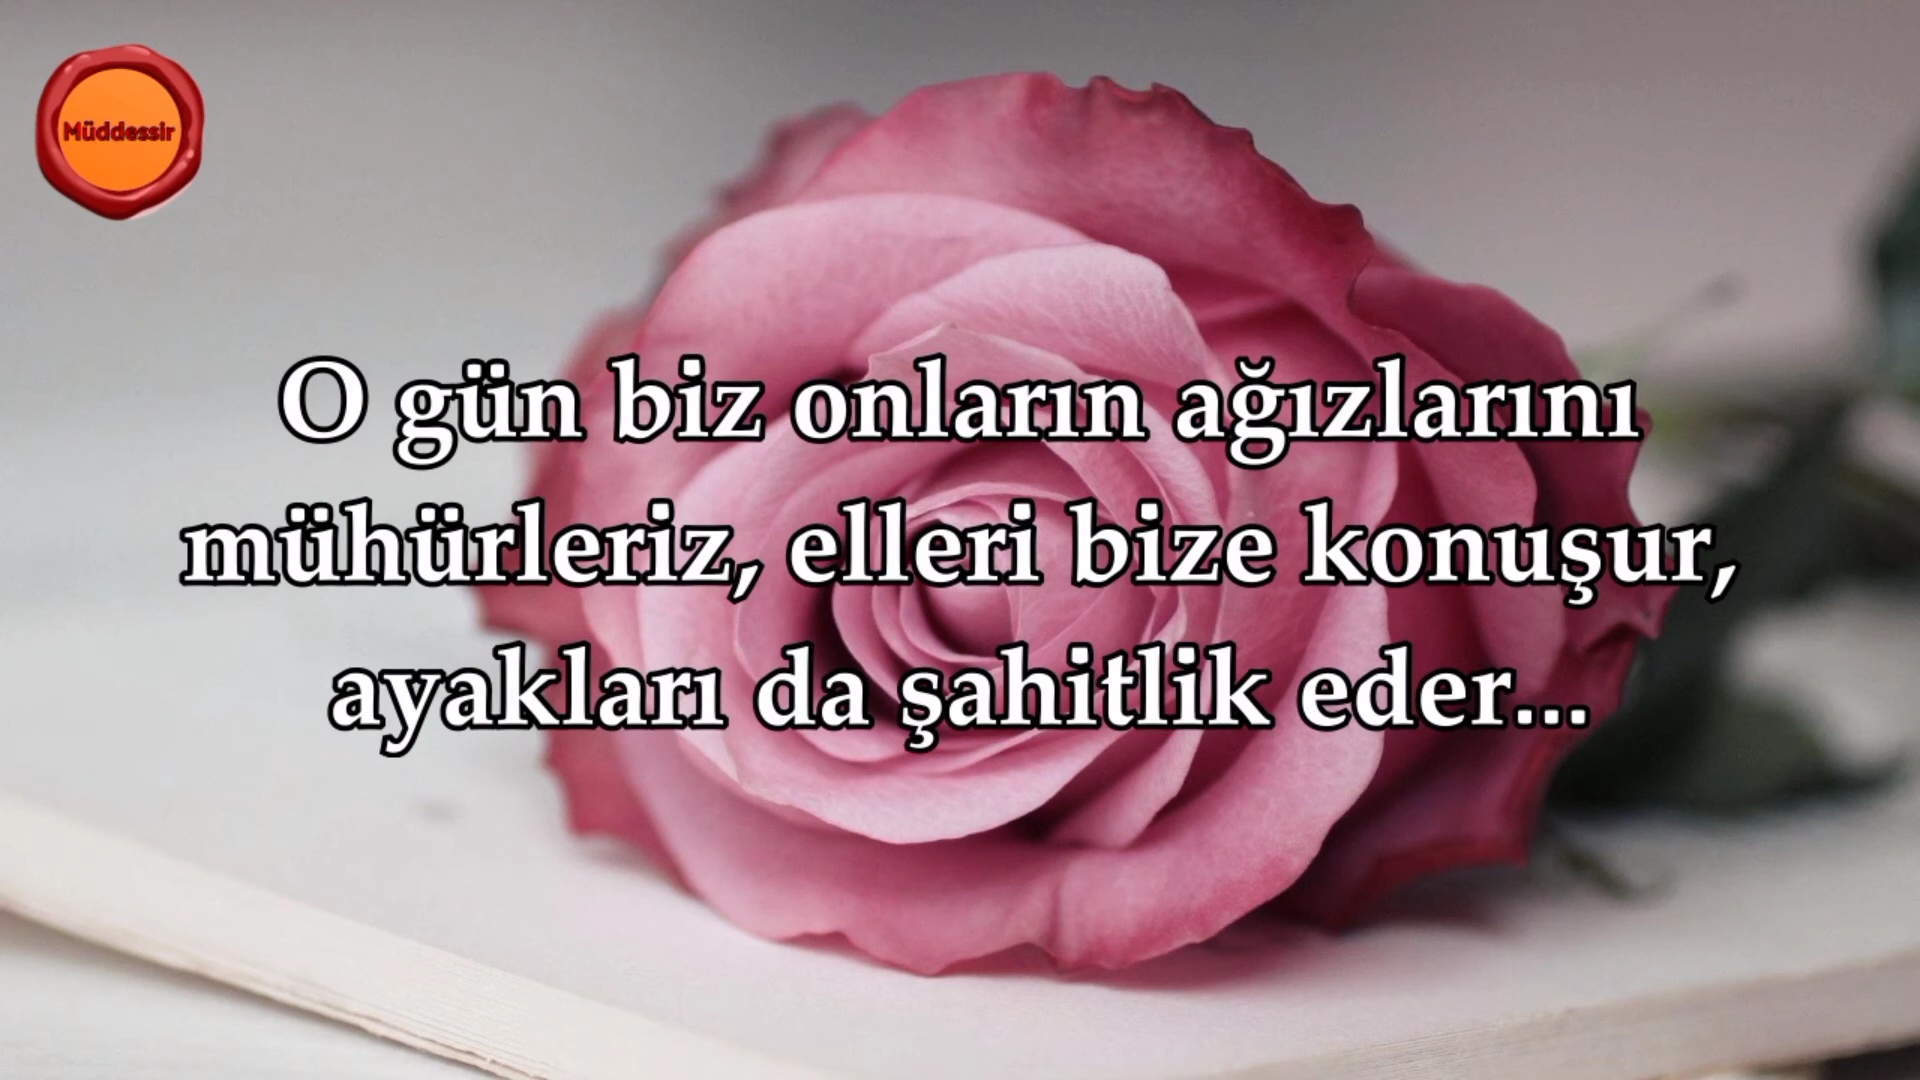 Müddessir
O gün biz onların ağızlarını
mühürleriz, elleri bize konuşur,
ayakları da şahitlik eder...